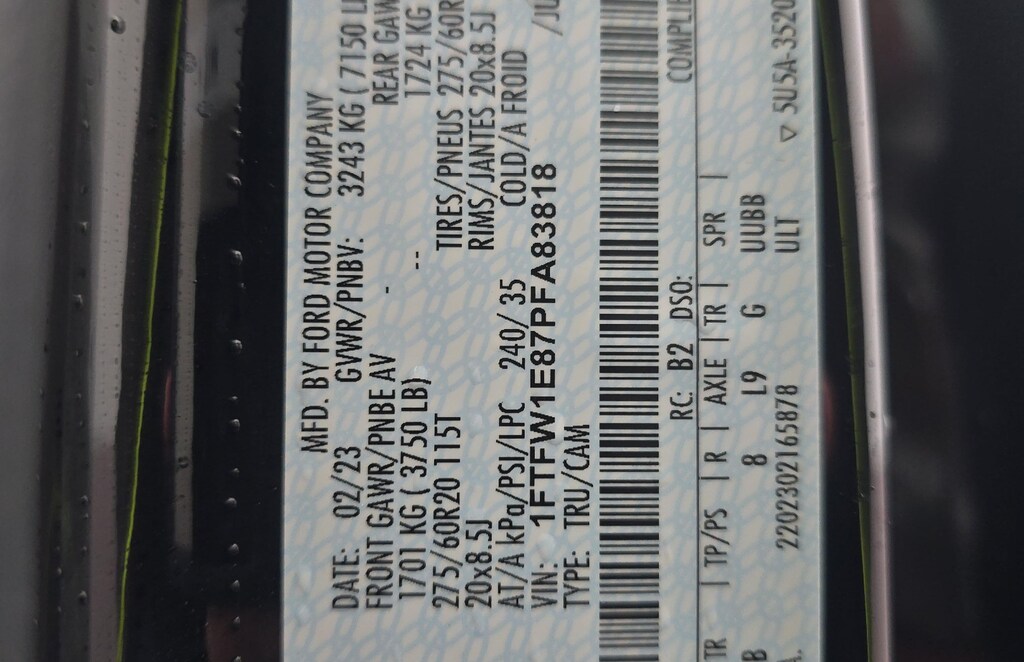 MFD. BY FORD MOTOR COMPANY
DATE: 02/23 GVWR/PNBV: 3243 KG ( 7150 L
FRONT GAWR/PNBE AV - REAR GAW
1701 KG ( 3750 LB) -- 1724 KG
275/60R20 115T TIRES/PNEUS 275/60R
20x8.5J RIMS/JANTES 20x8.5J
AT/A kPa/PSI/LPC 240/ 35 COLD/A FROID
VIN: 1FTFW1E87PFA83818
TYPE: TRU/CAM
RC: B2 DSO: COMPLE
TR | TP/PS | R | AXLE | TR | SPR |
B 8 L9 G UUBB
2202302165878 ULT ▽ 5U5A-3520